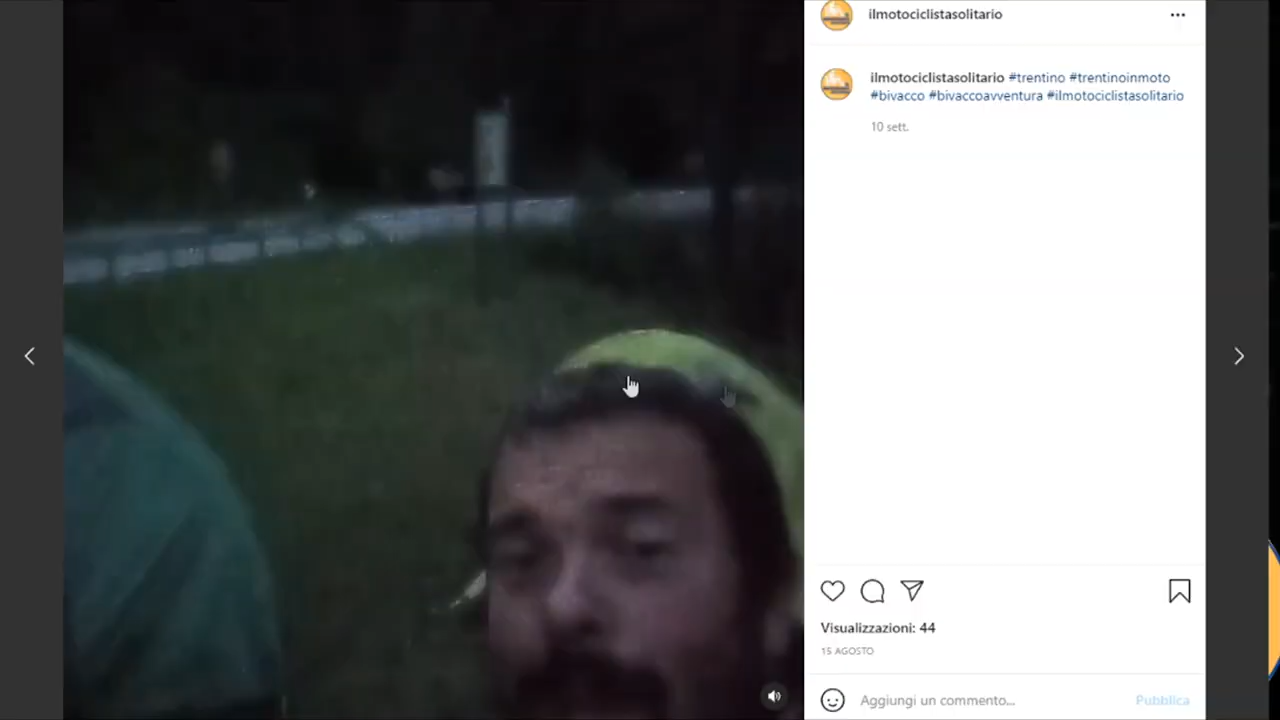 ilmotociclistasolitario
ilmotociclistasolitario #trentino #trentinoinmoto
#bivacco #bivaccoavventura #ilmotociclistasolitario
10 sett.
Visualizzazioni: 44
15 AGOSTO
Aggiungi un commento... Pubblica